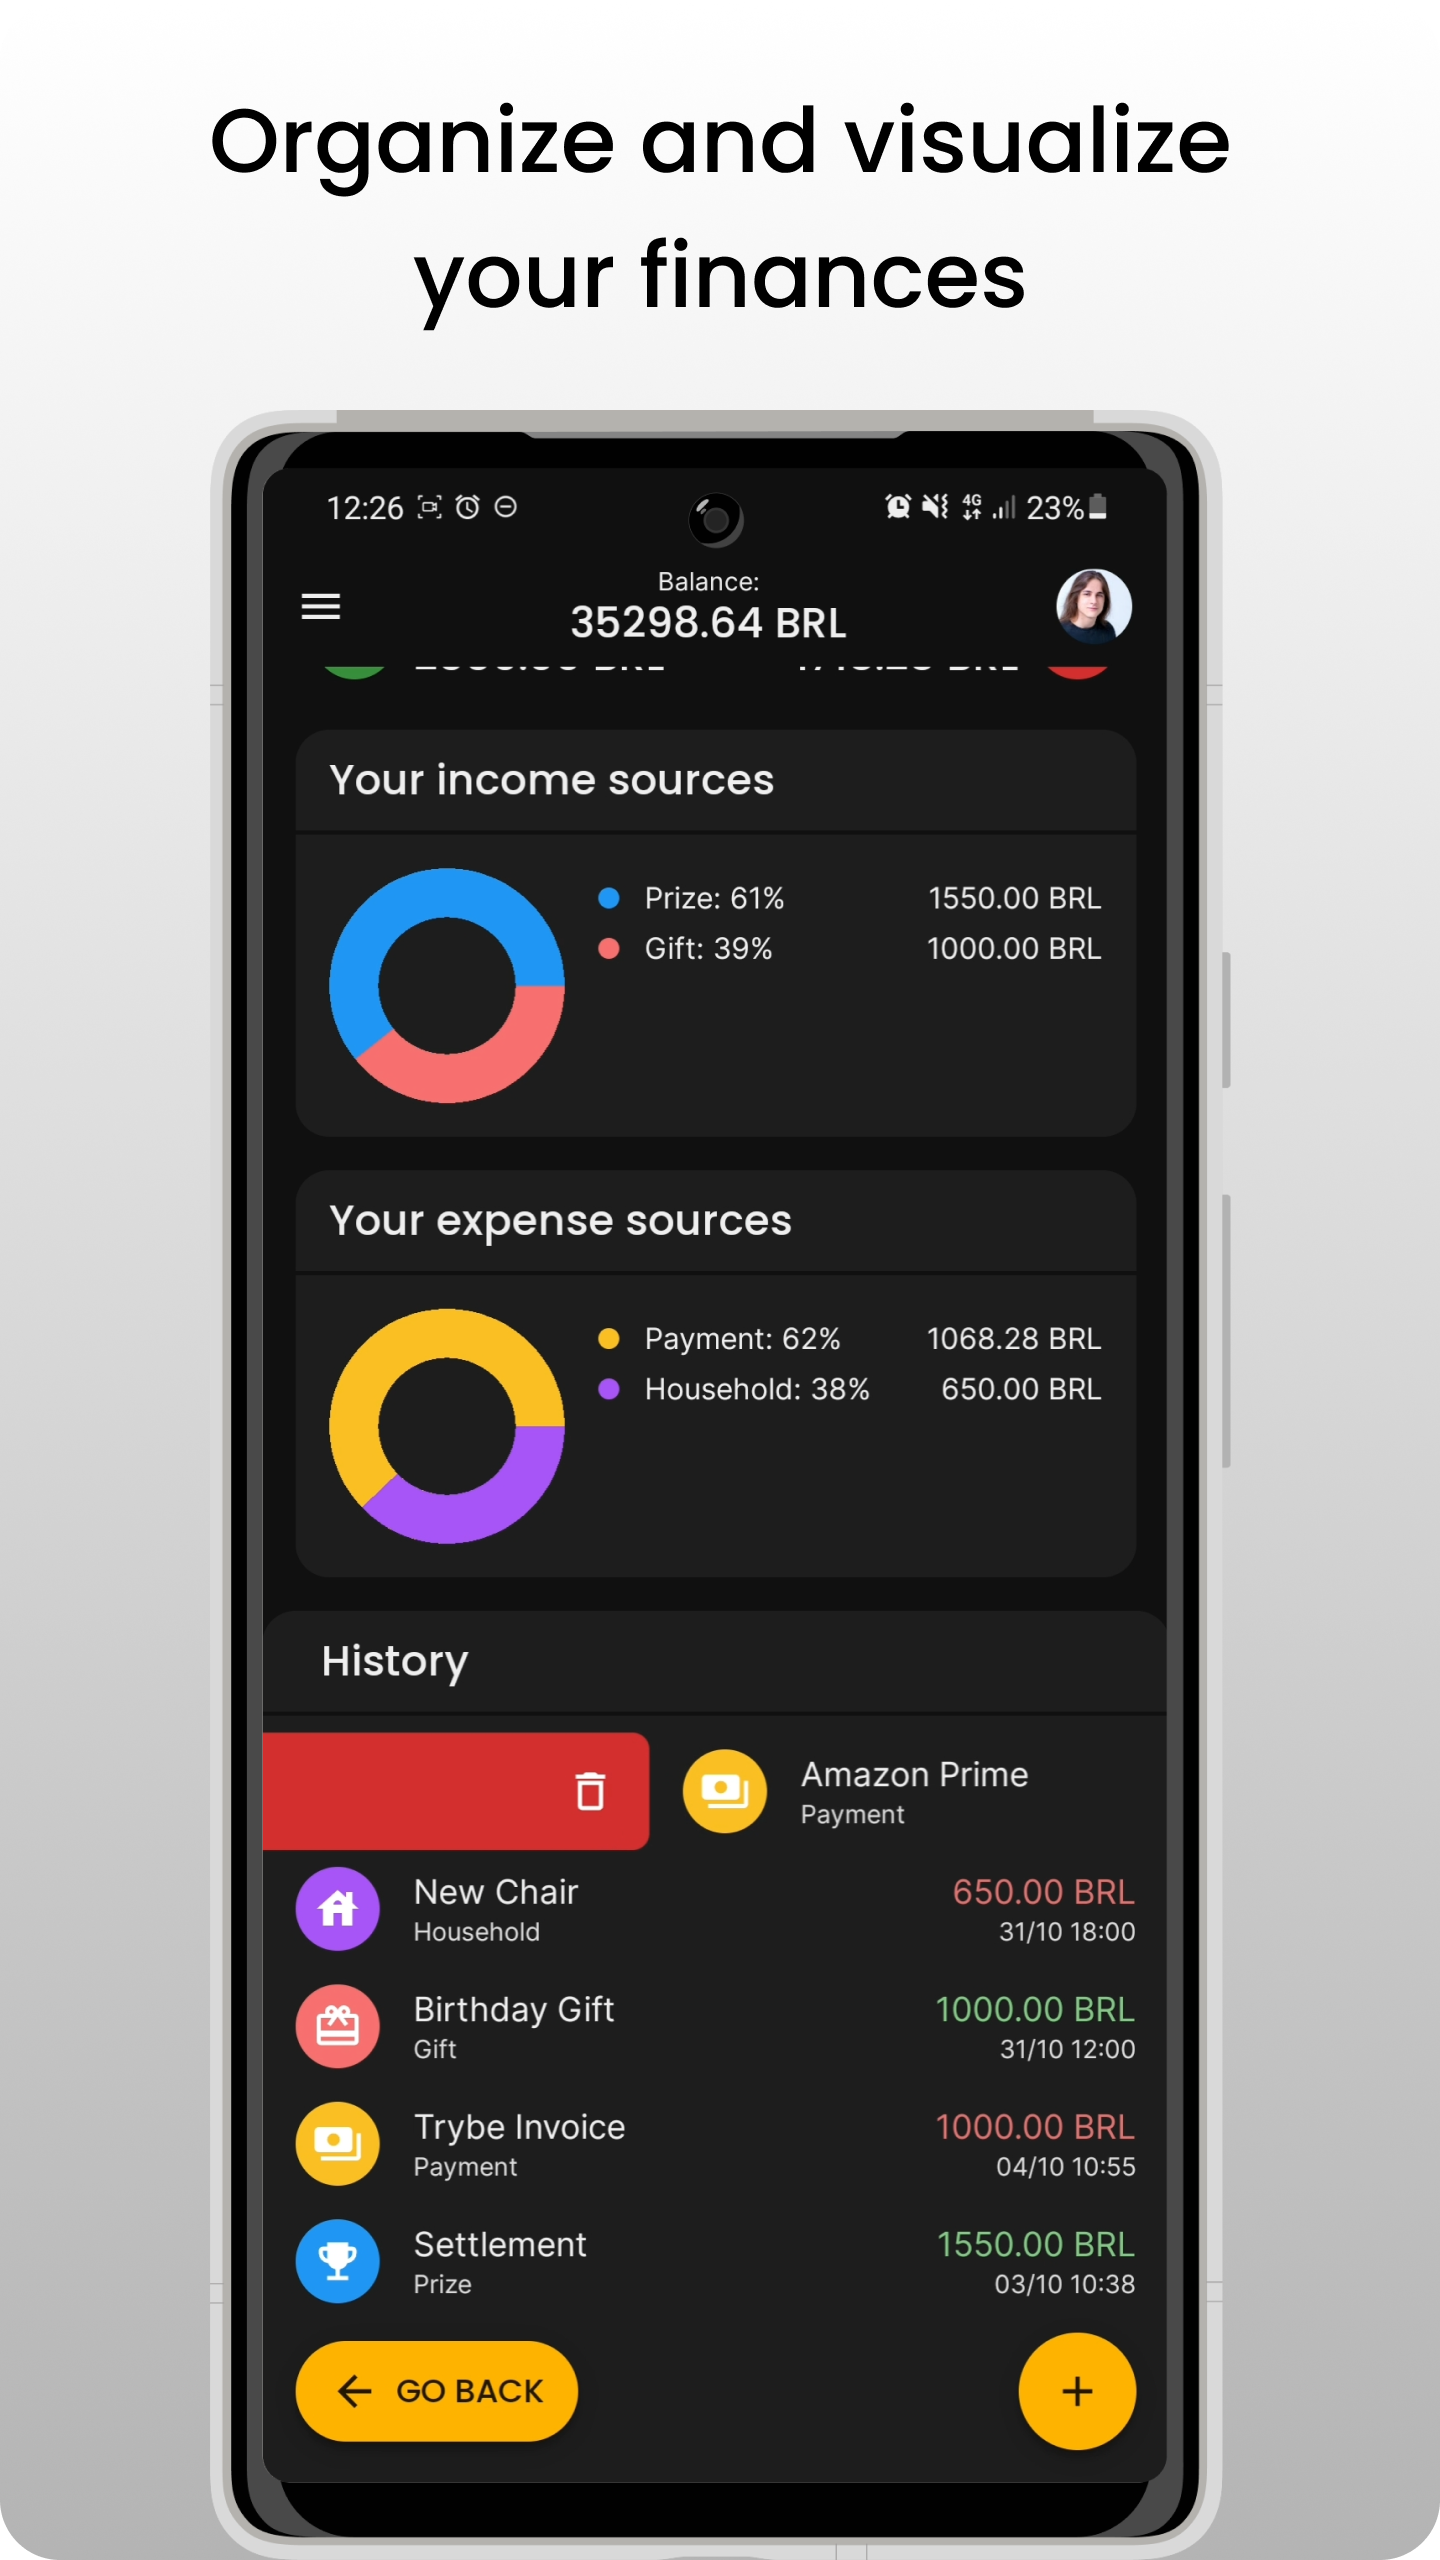 Organize and visualize
your finances
12:26
4G
23%
Balance:
35298.64 BRL
Your income sources
Prize: 61% 1550.00 BRL
Gift: 39% 1000.00 BRL
Your expense sources
Payment: 62% 1068.28 BRL
Household: 38% 650.00 BRL
History
Amazon Prime
Payment
New Chair 650.00 BRL
Household 31/10 18:00
Birthday Gift 1000.00 BRL
Gift 31/10 12:00
Trybe Invoice 1000.00 BRL
Payment 04/10 10:55
Settlement 1550.00 BRL
Prize 03/10 10:38
GO BACK
+